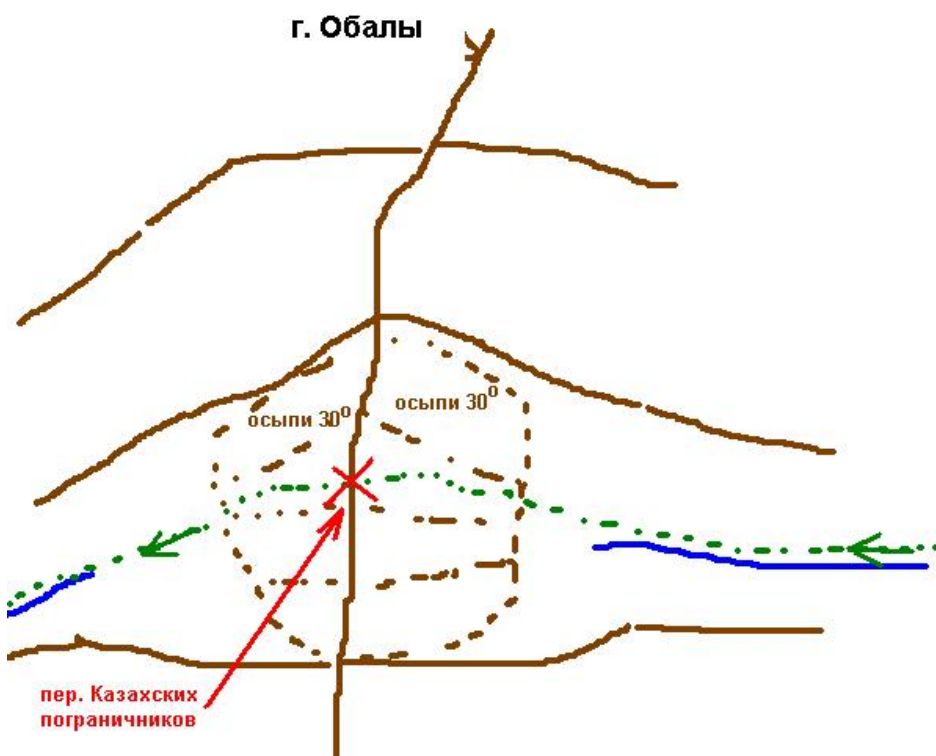 г. Обалы
осыпи 30⁰
осыпи 30⁰
пер. Казахских
пограничников